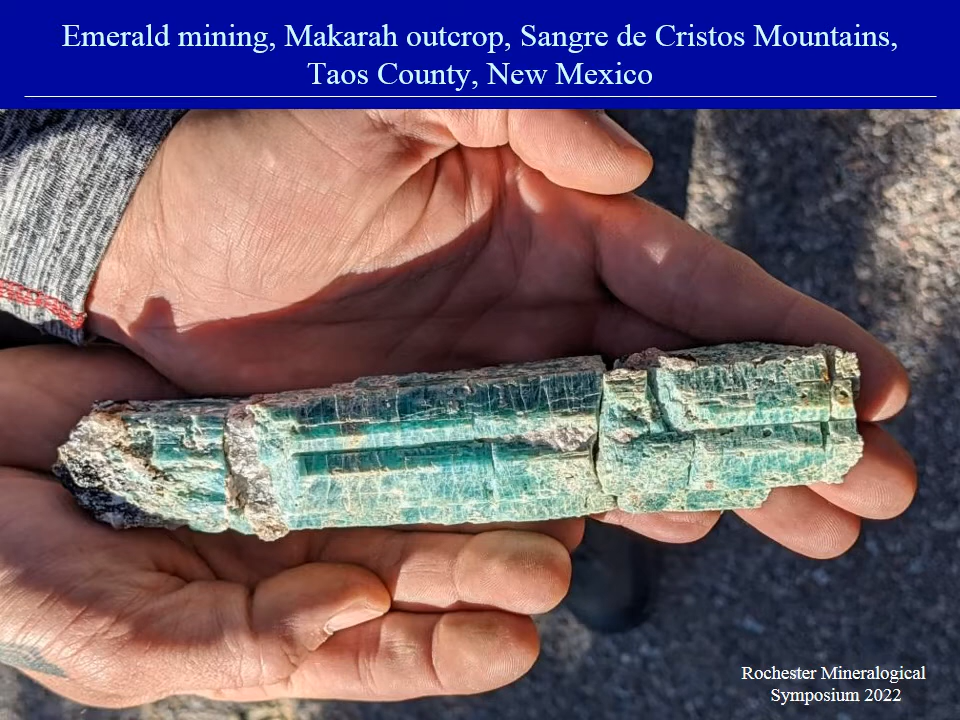 Emerald mining, Makarah outcrop, Sangre de Cristos Mountains,
Taos County, New Mexico
Rochester Mineralogical
Symposium 2022